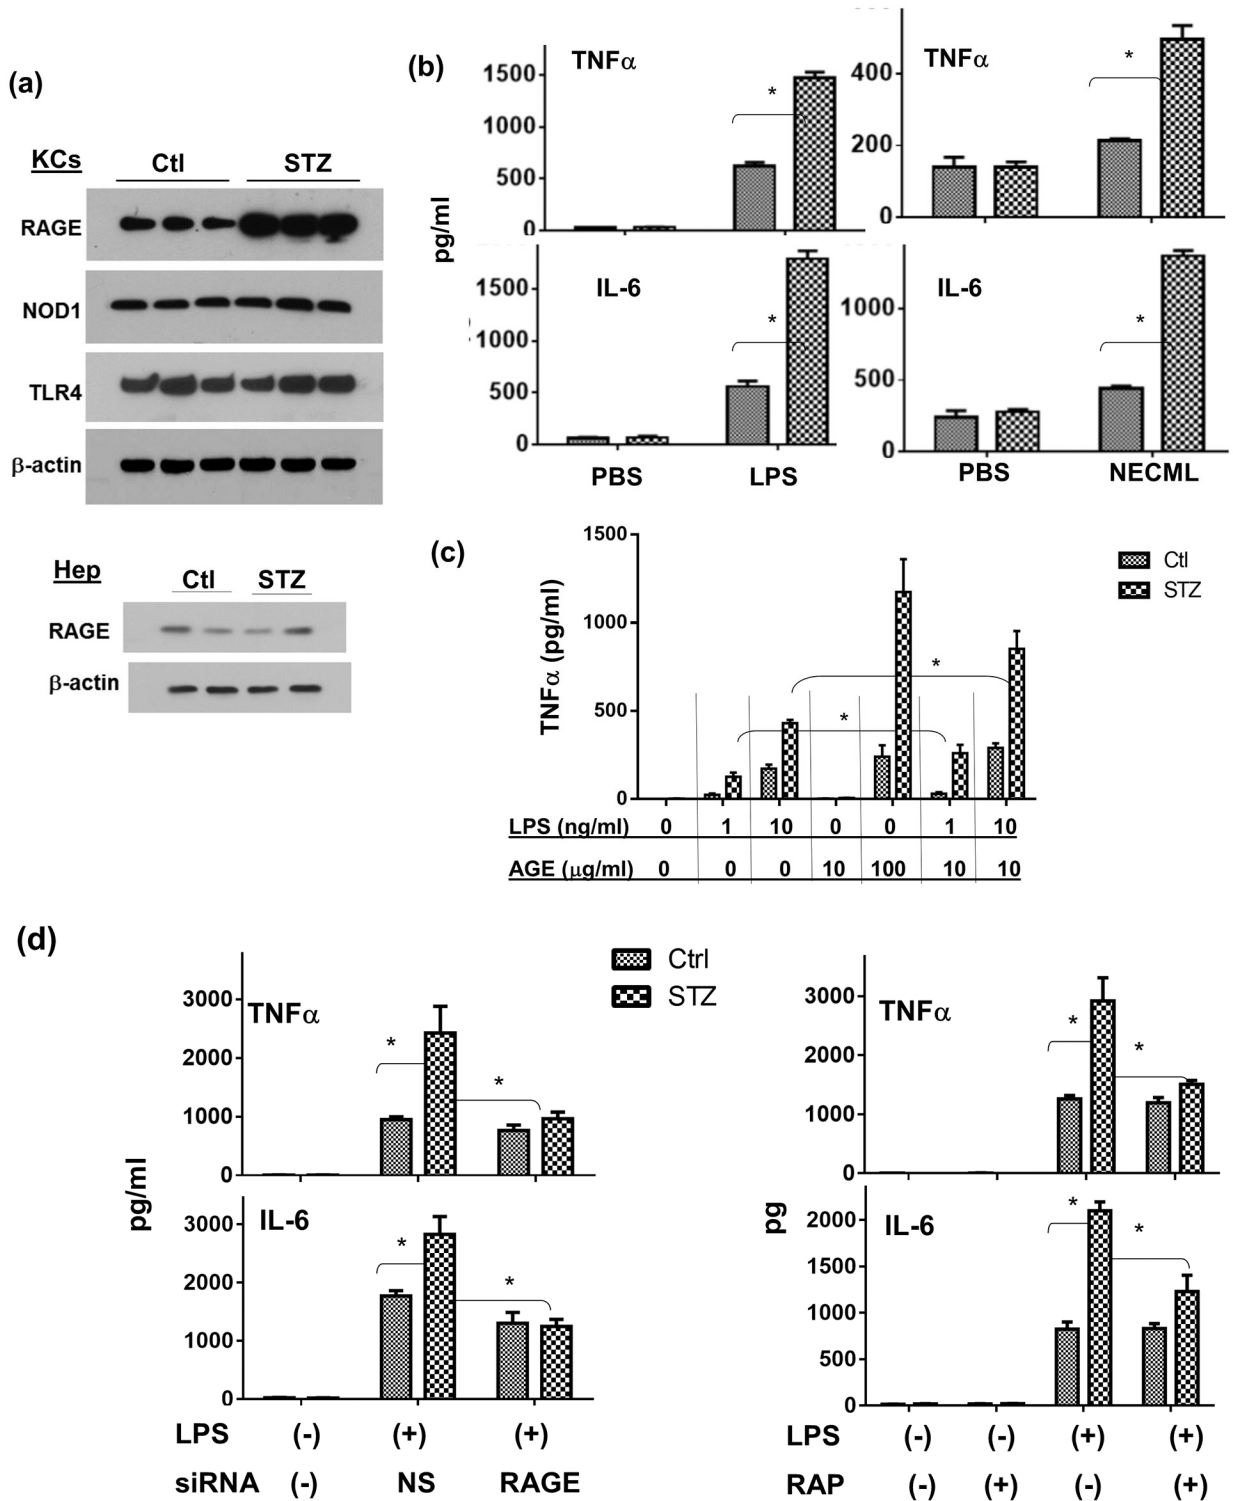 (a)
KCs
Ctl STZ
RAGE
NOD1
TLR4
β-actin
Hep
Ctl STZ
RAGE
β-actin
(b)
pg/ml
TNFα
1500
1000
500
0
*
TNFα
400
200
0
*
IL-6
1500
1000
500
0
*
PBS LPS
IL-6
1000
500
0
*
PBS NECML
(c)
TNFα (pg/ml)
1500
1000
500
0
*
*
Ctl
STZ
LPS (ng/ml) 0 1 10 0 0 1 10
AGE (μg/ml) 0 0 0 10 100 10 10
(d)
Ctrl
STZ
pg/ml
TNFα
3000
2000
1000
0
*
*
IL-6
3000
2000
1000
0
*
*
LPS (-) (+) (+)
siRNA (-) NS RAGE
pg
TNFα
3000
2000
1000
0
*
*
IL-6
2000
1500
1000
500
0
*
*
LPS (-) (-) (+) (+)
RAP (-) (+) (-) (+)